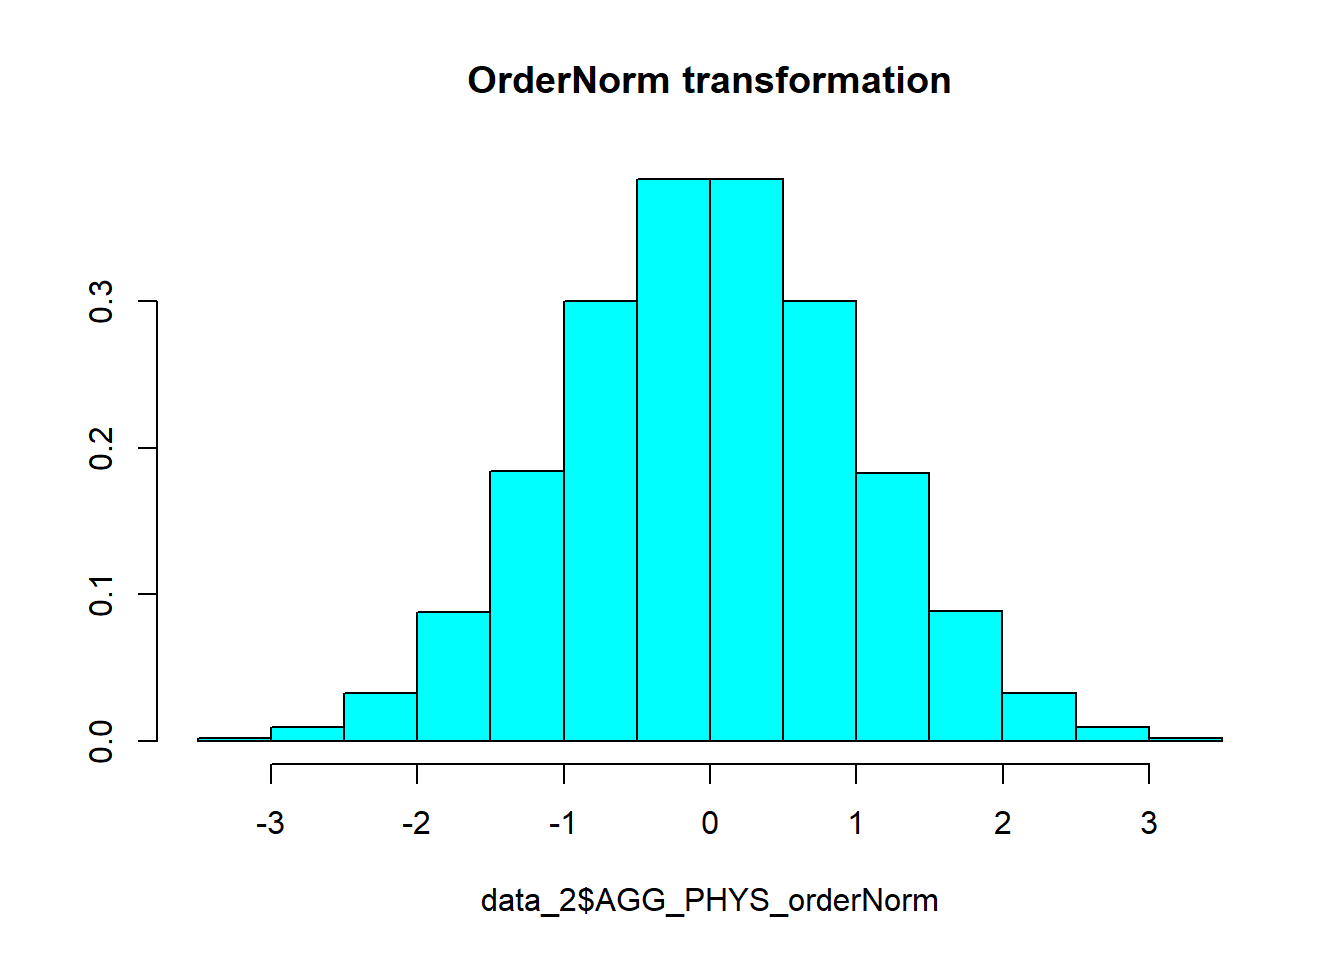 OrderNorm transformation
0.3
0.2
0.1
0.0
-3 -2 -1 0 1 2 3
data_2$AGG_PHYS_orderNorm